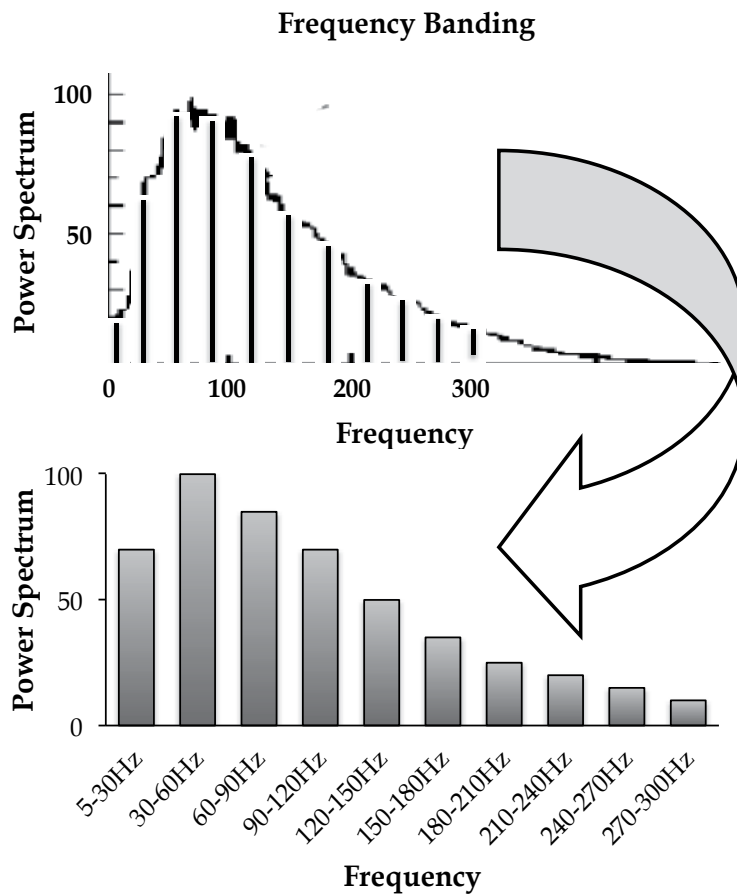 Frequency Banding
Power Spectrum
100
50
0 100 200 300
Frequency
Power Spectrum
100
50
0
5-30Hz
30-60Hz
60-90Hz
90-120Hz
120-150Hz
150-180Hz
180-210Hz
210-240Hz
240-270Hz
270-300Hz
Frequency